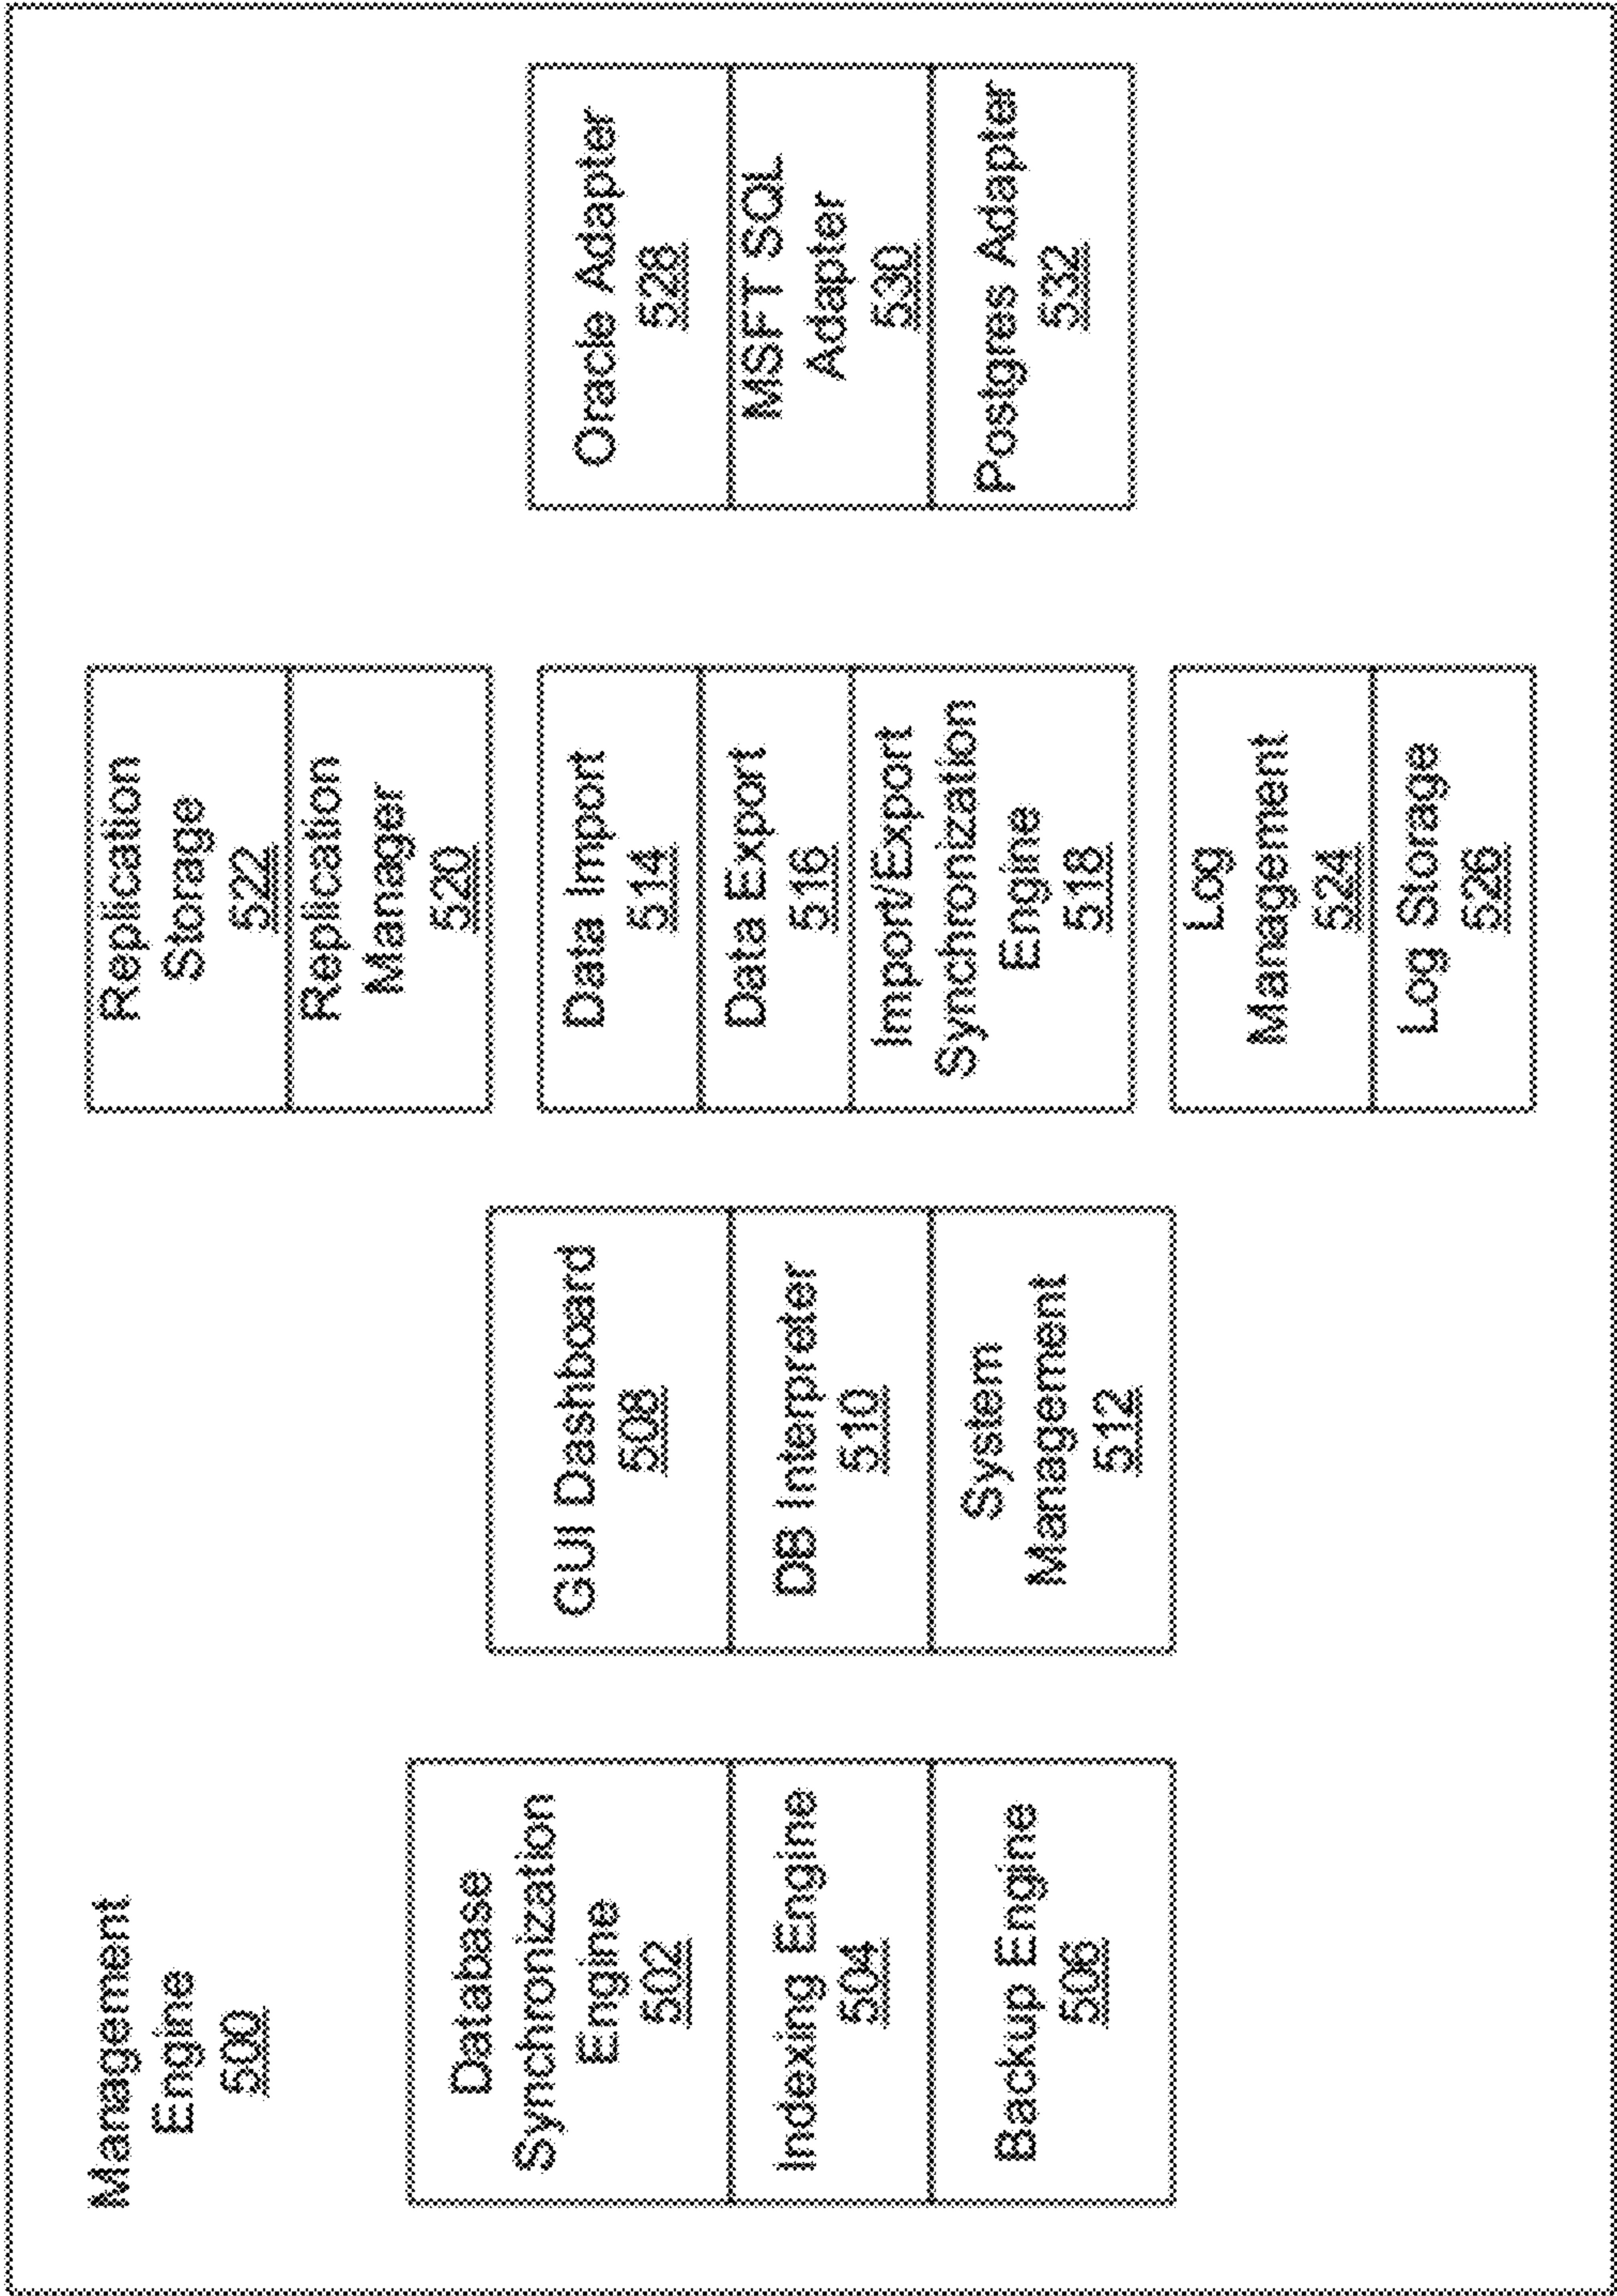 Management
Engine
500
Database
Synchronization
Engine
502
Indexing Engine
504
Backup Engine
506
GUI Dashboard
508
DB Interpreter
510
System
Management
512
Replication
Storage
522
Replication
Manager
520
Data Import
514
Data Export
516
Import/Export
Synchronization
Engine
518
Log
Management
524
Log Storage
526
Oracle Adapter
528
MSFT SQL
Adapter
530
Postgres Adapter
532